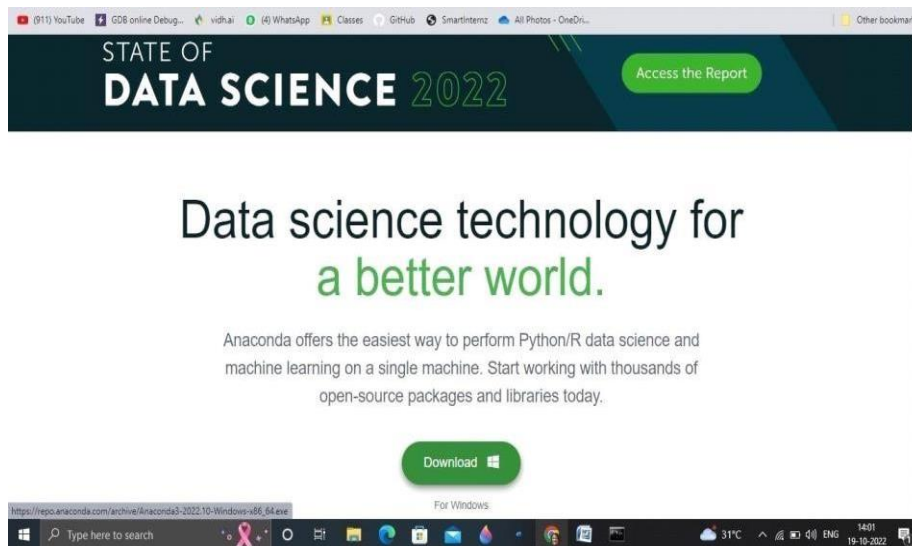 (911) YouTube GDB online Debug... vidhai (4) WhatsApp Classes GitHub Smartinternz All Photos - OneDri... Other bookmar
STATE OF
DATA SCIENCE 2022
Access the Report
Data science technology for
a better world.
Anaconda offers the easiest way to perform Python/R data science and
machine learning on a single machine. Start working with thousands of
open-source packages and libraries today.
Download
For Windows
https://repo.anaconda.com/archive/Anaconda3-2022.10-Windows-x86_64.exe
Type here to search 31°C ENG 14:01
19-10-2022